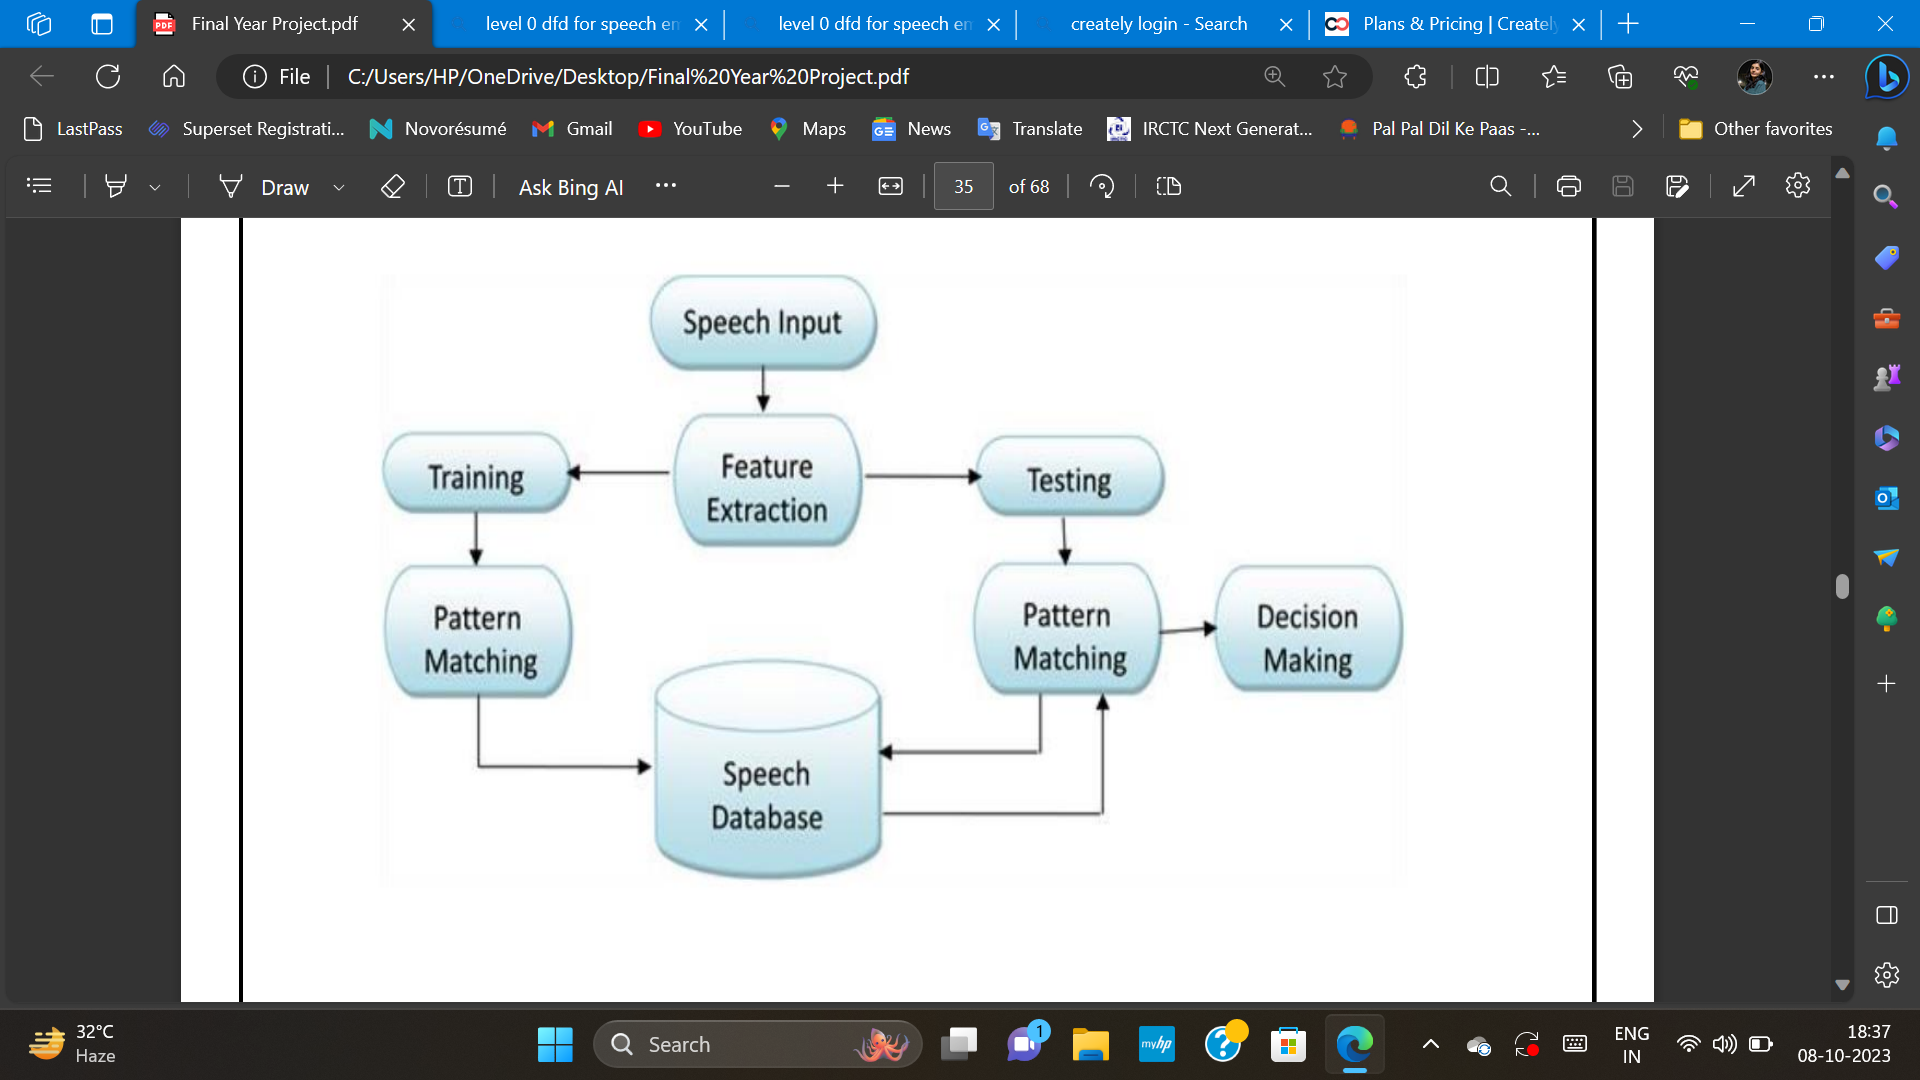 Final Year Project.pdf
level 0 dfd for speech en
level 0 dfd for speech en
creately login - Search
Plans & Pricing | Creately
File
C:/Users/HP/OneDrive/Desktop/Final%20Year%20Project.pdf
LastPass
Superset Registrati...
Novorésumé
Gmail
YouTube
Maps
News
Translate
IRCTC Next Generat...
Pal Pal Dil Ke Paas -...
Other favorites
Draw
Ask Bing AI
35
of 68
Speech Input
Training
Feature
Extraction
Testing
Pattern
Matching
Pattern
Matching
Decision
Making
Speech
Database
32°C
Haze
Search
1
myhp
ENG
IN
18:37
08-10-2023